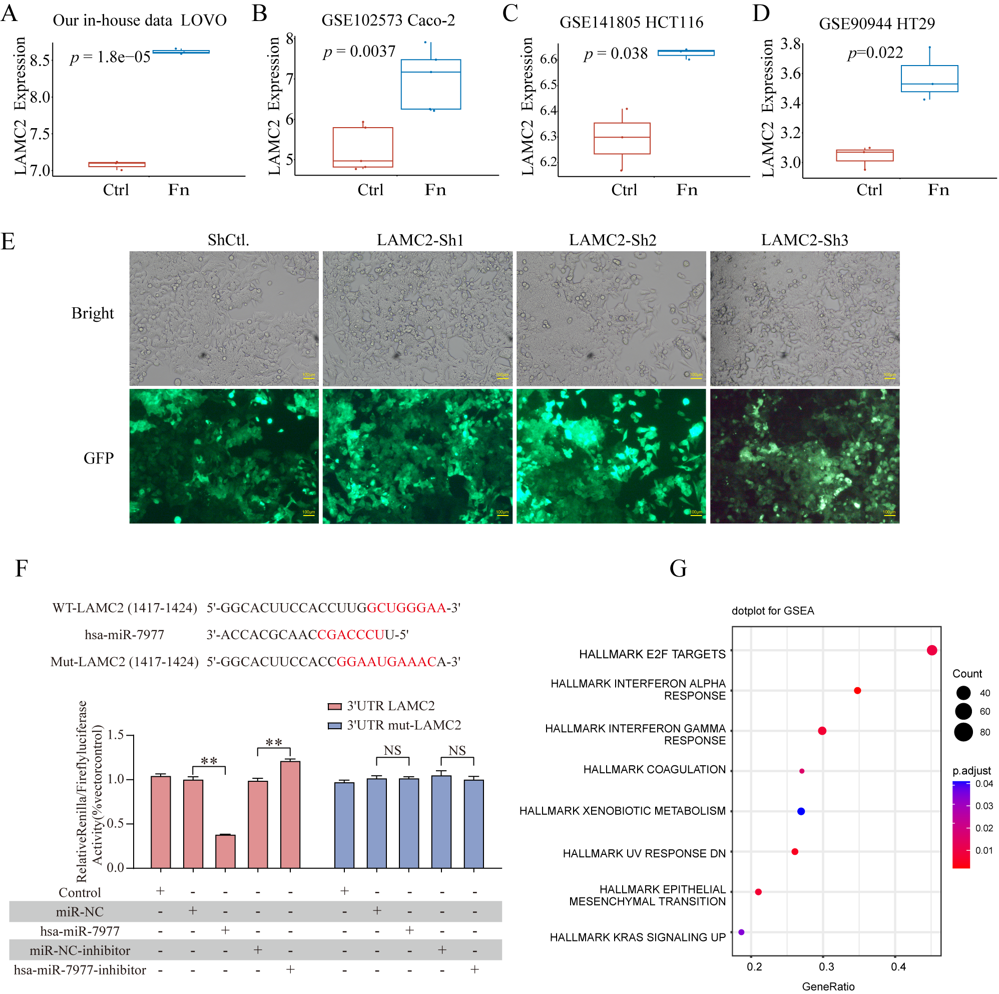 A
Our in-house data LOVO
p = 1.8e−05
LAMC2 Expression
8.5
8.0
7.5
7.0
Ctrl
Fn
B
GSE102573 Caco-2
p = 0.0037
LAMC2 Expression
8
7
6
5
Ctrl
Fn
C
GSE141805 HCT116
p = 0.038
LAMC2 Expression
6.6
6.5
6.4
6.3
6.2
Ctrl
Fn
D
GSE90944 HT29
p=0.022
LAMC2 Expression
3.8
3.6
3.4
3.2
3.0
Ctrl
Fn
E
ShCtl.
LAMC2-Sh1
LAMC2-Sh2
LAMC2-Sh3
Bright
100μm
100μm
100μm
100μm
GFP
100μm
100μm
100μm
100μm
F
WT-LAMC2 (1417-1424) 5'-GGCACUUCCACCUUGGCUGGGAA-3'
hsa-miR-7977 3'-ACCACGCAACCGACCCUU-5'
Mut-LAMC2 (1417-1424) 5'-GGCACUUCCACCGGAAUGAAACA-3'
RelativeRenilla/Fireflyluciferase
Activity(%vectorcontrol)
3'UTR LAMC2
3'UTR mut-LAMC2
1.5
1.0
0.5
0.0
**
**
NS
NS
Control + - - - - + - - - -
miR-NC - + - - - - + - - -
hsa-miR-7977 - - + - - - - + - -
miR-NC-inhibitor - - - + - - - - + -
hsa-miR-7977-inhibitor - - - - + - - - - +
G
dotplot for GSEA
HALLMARK E2F TARGETS
HALLMARK INTERFERON ALPHA
RESPONSE
HALLMARK INTERFERON GAMMA
RESPONSE
HALLMARK COAGULATION
HALLMARK XENOBIOTIC METABOLISM
HALLMARK UV RESPONSE DN
HALLMARK EPITHELIAL
MESENCHYMAL TRANSITION
HALLMARK KRAS SIGNALING UP
0.2
0.3
0.4
GeneRatio
Count
40
60
80
p.adjust
0.04
0.03
0.02
0.01